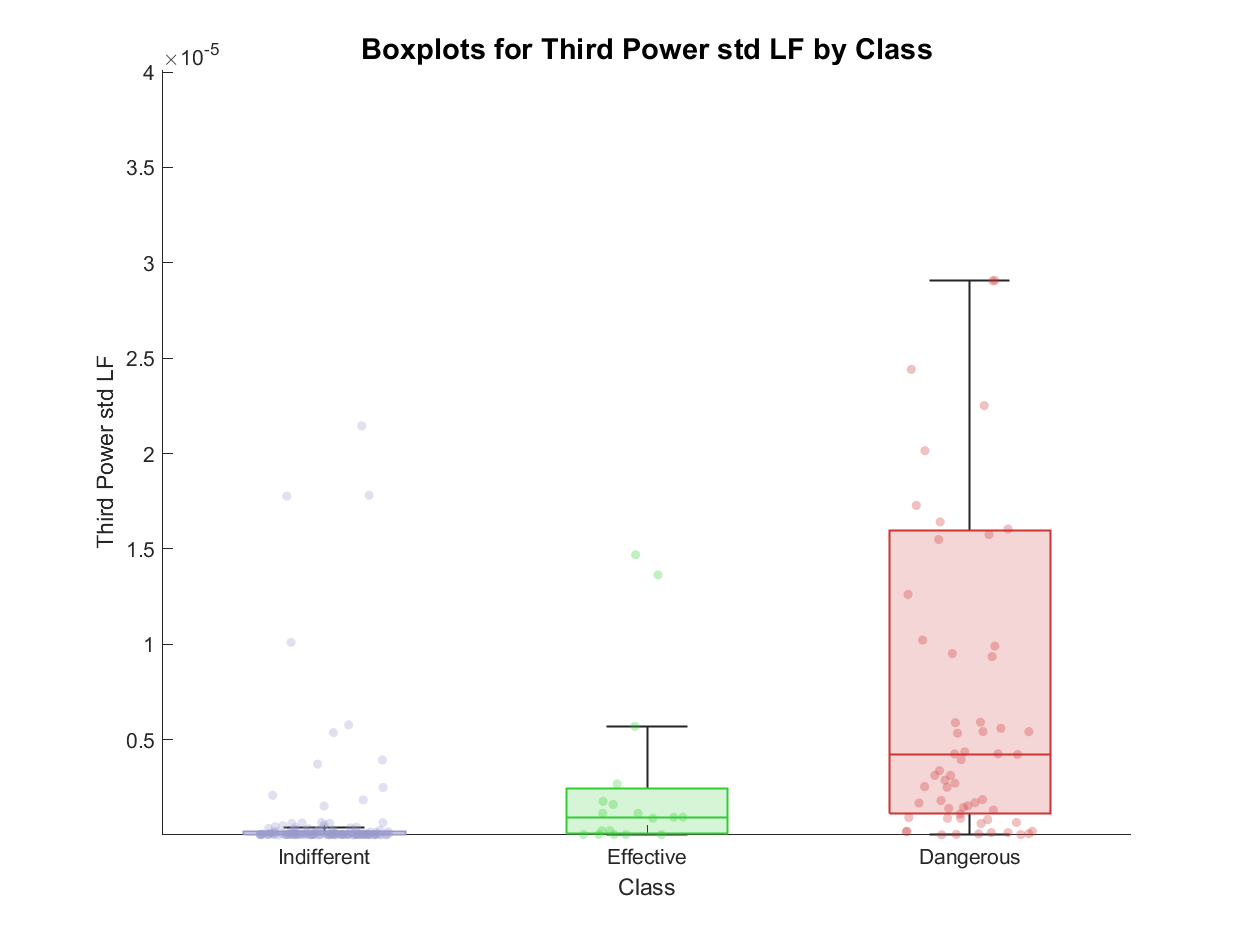 Boxplots for Third Power std LF by Class
×10-5
4
3.5
3
2.5
2
1.5
1
0.5
Third Power std LF
Indifferent Effective Dangerous
Class